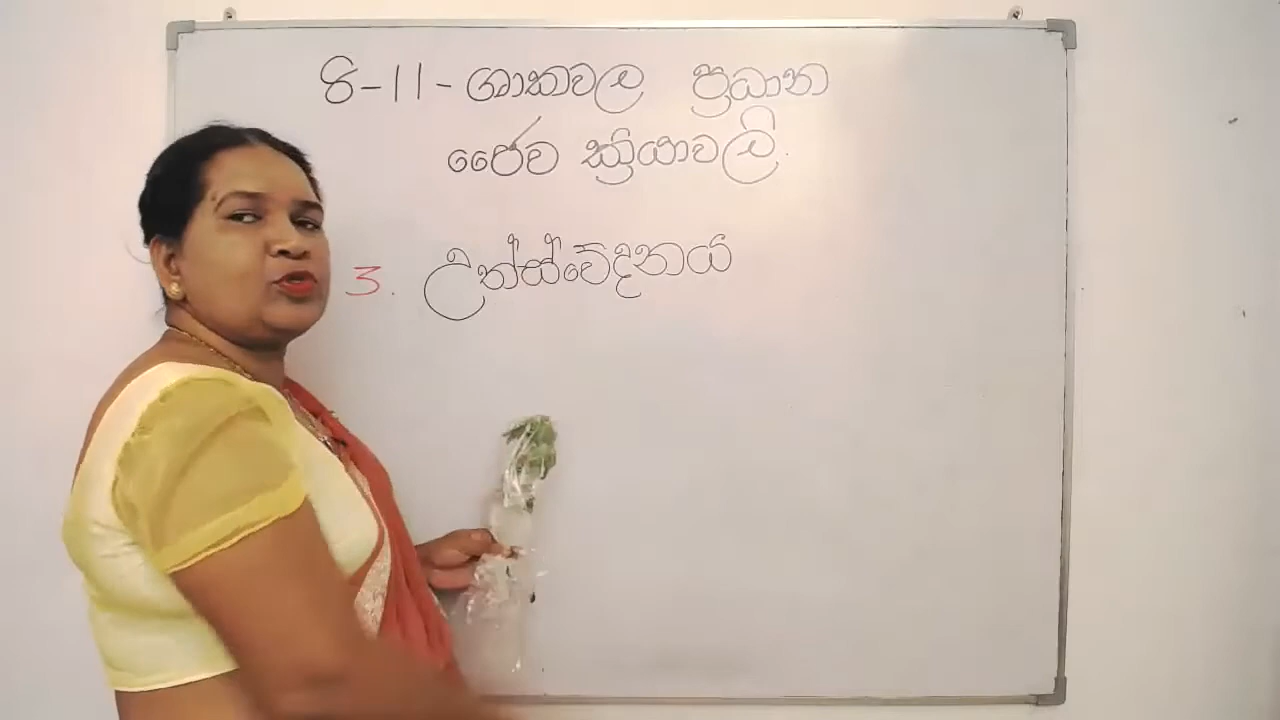 8-11- ශාකවල ප්‍රධාන
ජෛව ක්‍රියාවලි.
3. උත්ස්වේදනය